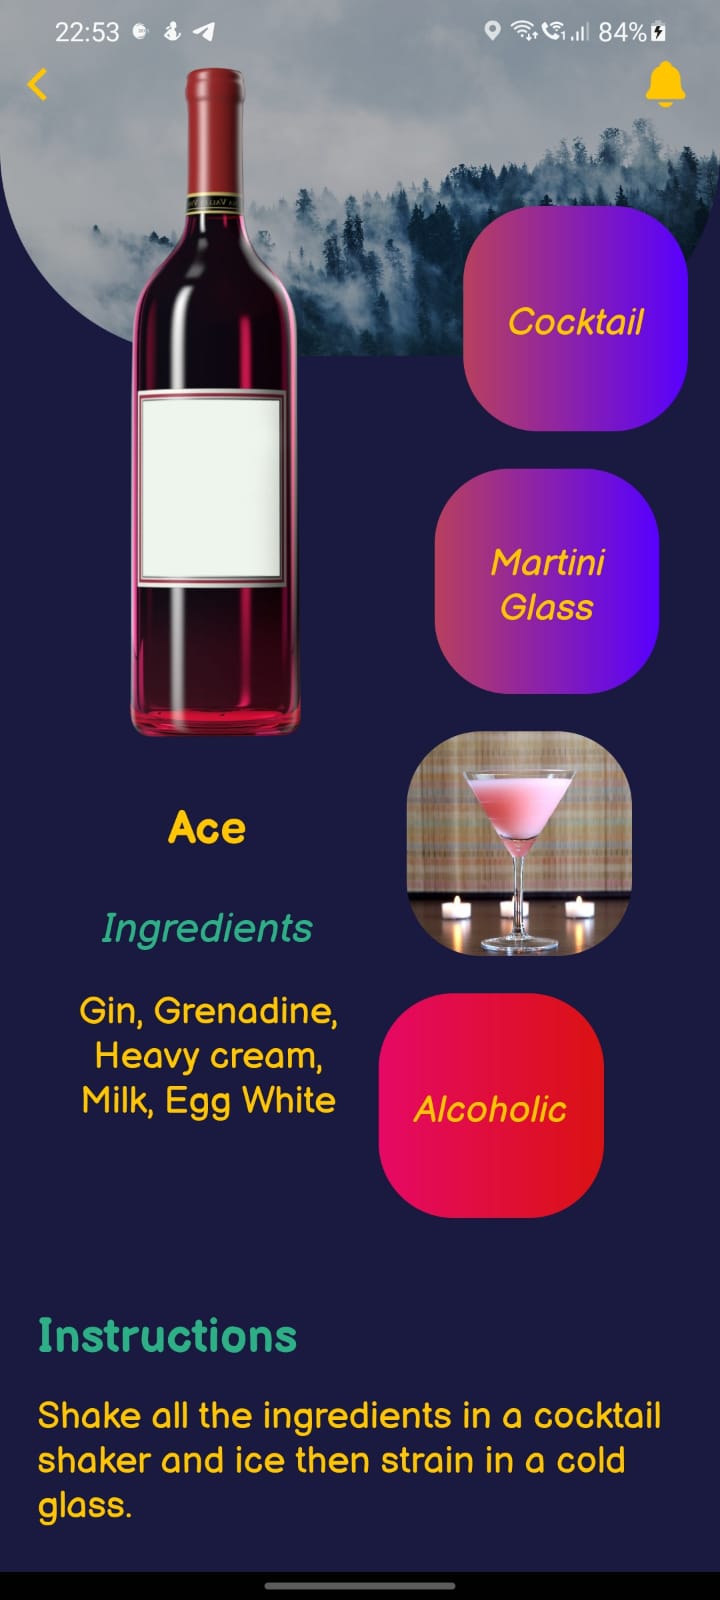 22:53
84%
Cocktail
Martini
Glass
Ace
Ingredients
Gin, Grenadine,
Heavy cream,
Milk, Egg White
Alcoholic
Instructions
Shake all the ingredients in a cocktail
shaker and ice then strain in a cold
glass.